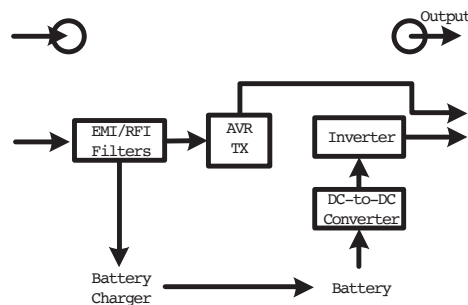 Output
EMI/RFI
Filters
AVR
TX
Inverter
DC-to-DC
Converter
Battery
Charger
Battery